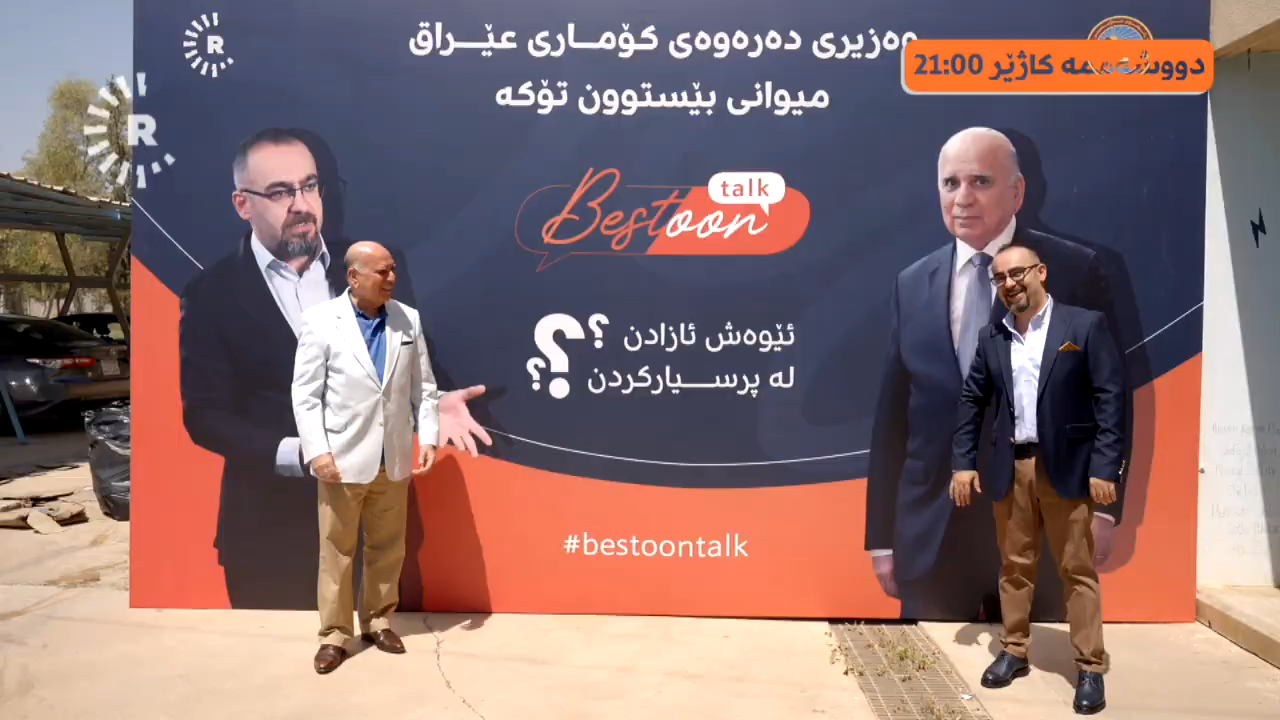 وەزیری دەرەوەی کۆماری عێراق
میوانی بێستوون تۆکە
دووشەممە کاژێر 21:00
R
R
Bestoon talk
ئێوەش ئازادن
لە پرسیارکردن
؟؟؟
#bestoontalk